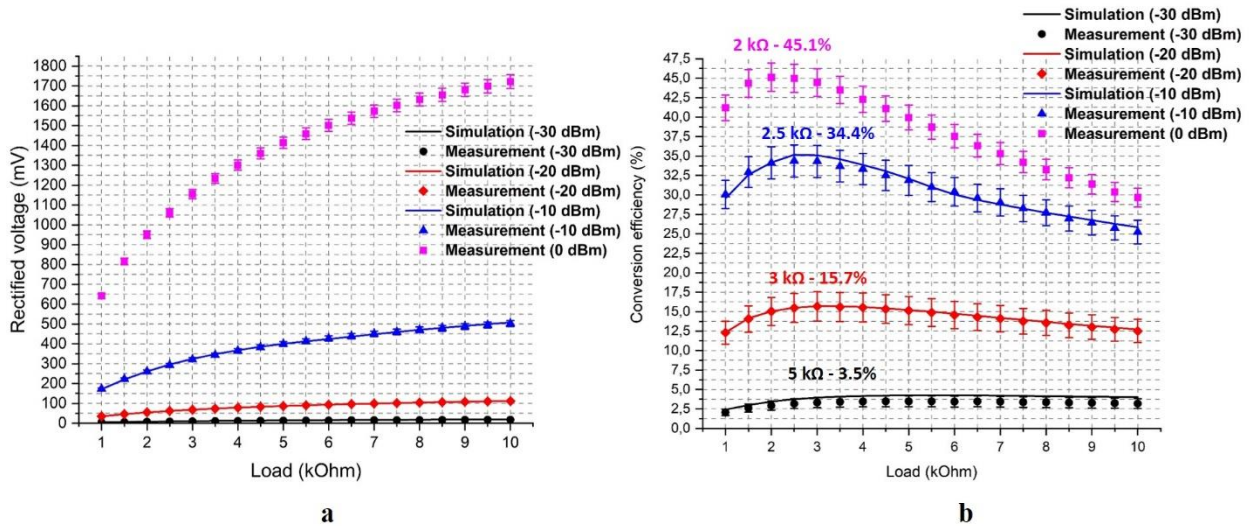 1800
1700
1600
1500
1400
1300
1200
1100
1000
900
800
700
600
500
400
300
200
100
0
Rectified voltage (mV)
Simulation (-30 dBm)
Measurement (-30 dBm)
Simulation (-20 dBm)
Measurement (-20 dBm)
Simulation (-10 dBm)
Measurement (-10 dBm)
Measurement (0 dBm)
1 2 3 4 5 6 7 8 9 10
Load (kOhm)
a
Simulation (-30 dBm)
Measurement (-30 dBm)
Simulation (-20 dBm)
Measurement (-20 dBm)
Simulation (-10 dBm)
Measurement (-10 dBm)
Measurement (0 dBm)
47,5
45,0
42,5
40,0
37,5
35,0
32,5
30,0
27,5
25,0
22,5
20,0
17,5
15,0
12,5
10,0
7,5
5,0
2,5
0,0
Conversion efficiency (%)
2 kΩ - 45.1%
2.5 kΩ - 34.4%
3 kΩ - 15.7%
5 kΩ - 3.5%
1 2 3 4 5 6 7 8 9 10
Load (kOhm)
b